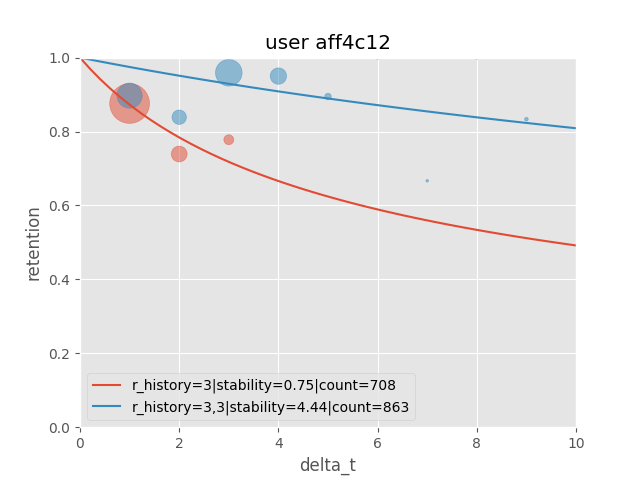 user aff4c12
1.0
0.8
0.6
0.4
0.2
0.0
retention
r_history=3|stability=0.75|count=708
r_history=3,3|stability=4.44|count=863
0 2 4 6 8 10
delta_t